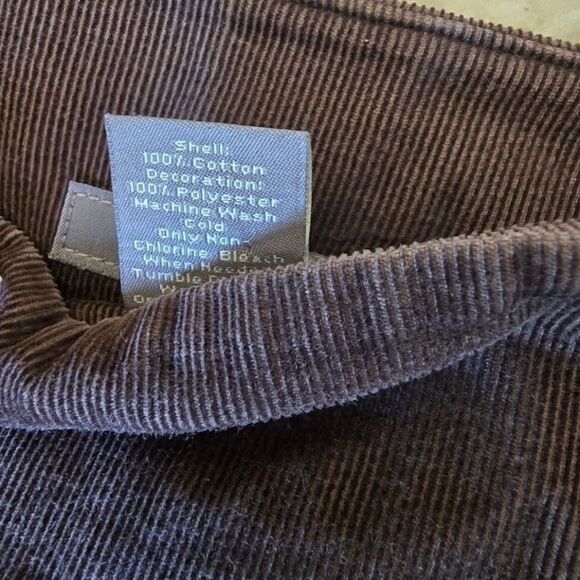 Shell:
100% Cotton
Decoration:
100% Polyester
Machine Wash
Cold
Only Non-
Chlorine Bleach
When Needed
Tumble